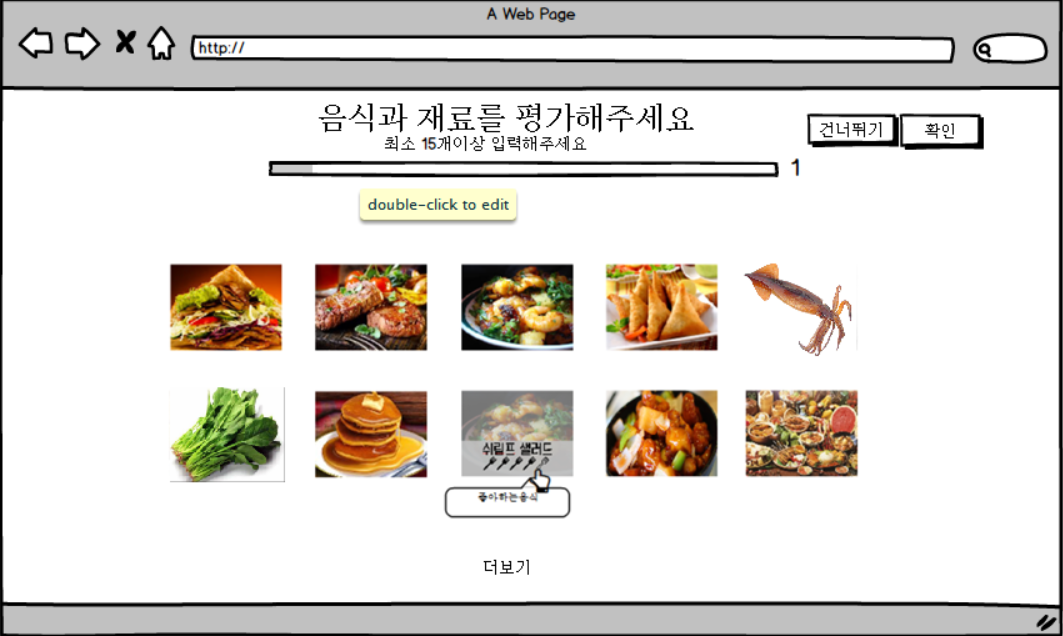 A Web Page
http://
음식과 재료를 평가해주세요
최소 15개이상 입력해주세요
건너뛰기
확인
1
double-click to edit
쉬림프 샐러드
좋아하는음식
더보기